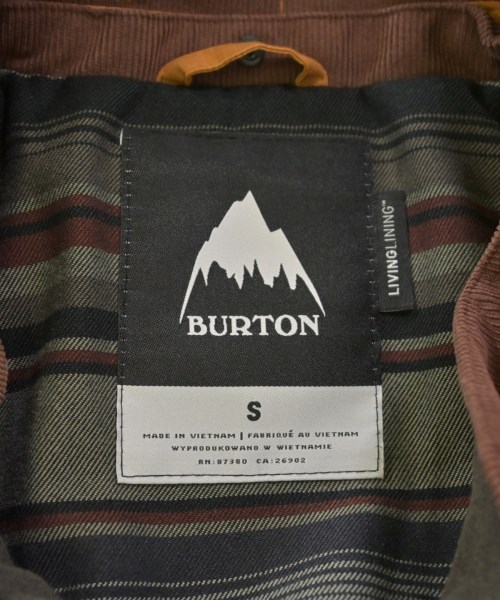 BURTON
LIVINGLINING™
S
MADE IN VIETNAM | FABRIQUÉ AU VIETNAM
WYPRODUKOWANO W WIETNAMIE
RN:87380 CA:26902